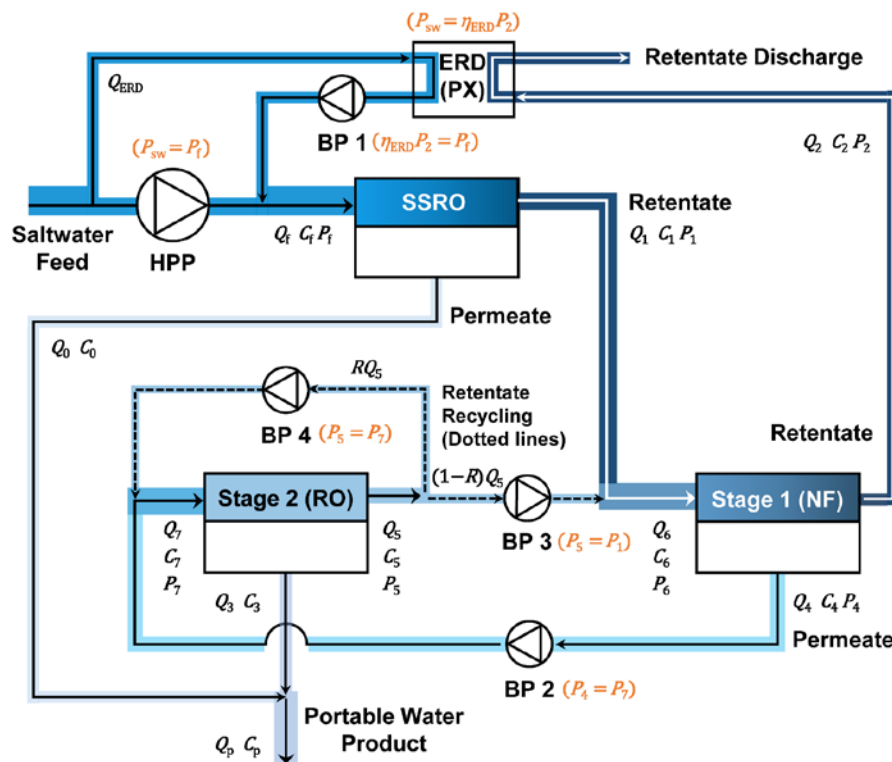 (P_sw = η_ERD P_2)
ERD
(PX)
Retentate Discharge
Q_ERD
BP 1 (η_ERD P_2 = P_f)
Q_2 C_2 P_2
(P_sw = P_f)
SSRO
Retentate
Saltwater
Feed
HPP
Q_f C_f P_f
Q_1 C_1 P_1
Permeate
Q_0 C_0
RQ_5
Retentate
Recycling
(Dotted lines)
BP 4 (P_5 = P_7)
Retentate
(1−R)Q_5
Stage 2 (RO)
Stage 1 (NF)
BP 3 (P_5 = P_1)
Q_7
C_7
P_7
Q_5
C_5
P_5
Q_6
C_6
P_6
Q_3 C_3
Q_4 C_4 P_4
Permeate
BP 2 (P_4 = P_7)
Portable Water
Product
Q_p C_p